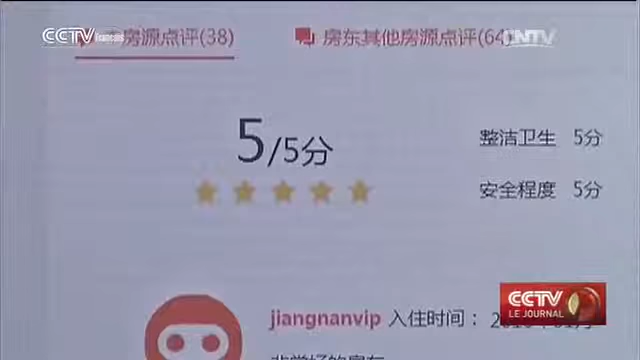 CCTV Français
房源点评(38)
房东其他房源点评(64)
CNTV
5/5分
整洁卫生 5分
安全程度 5分
CCTV
LE JOURNAL
jiangnanvip 入住时间：